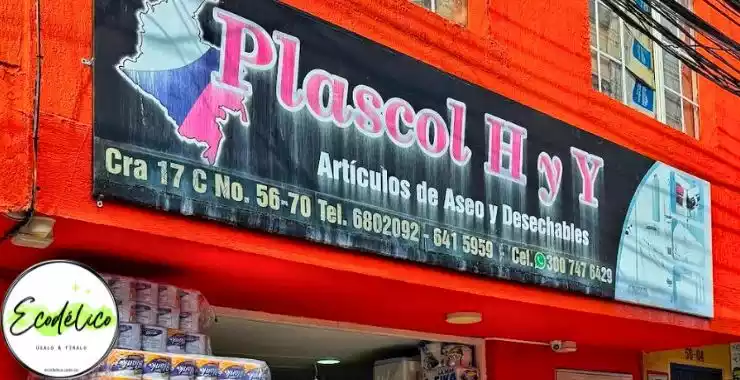 Plascol H y Y
Artículos de Aseo y Desechables
Cra 17 C No. 56-70 Tel. 6802092 - 641 5959 - Cel. 300 747 6429
Ecodélico
ÚSALO & TÍRALO
56-64